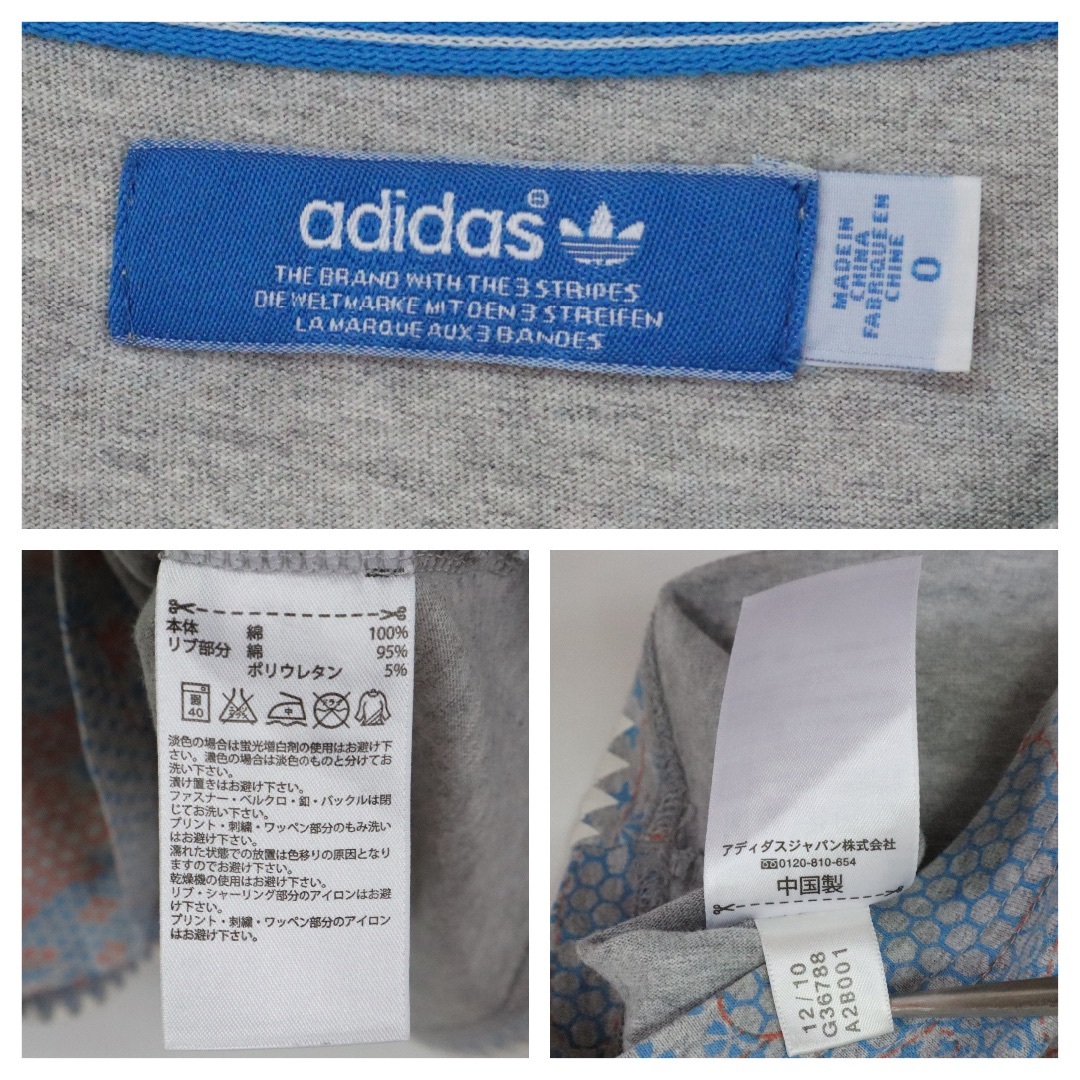 adidas®
THE BRAND WITH THE 3 STRIPES
DIE WELTMARKE MIT DEN 3 STREIFEN
LA MARQUE AUX 3 BANDES
MADE IN
CHINA
FABRIQUE EN
CHINE
O
本体 綿 100%
リブ部分 綿 95%
ポリウレタン 5%
弱
40
エンソサラシ
中
ドライ
淡色の場合は蛍光増白剤の使用はお避け下
さい。濃色の場合は淡色のものと分けてお
洗い下さい。
漬け置きはお避け下さい。
ファスナー・ベルクロ・釦・バックルは閉
じてお洗い下さい。
プリント・刺繍・ワッペン部分のもみ洗い
はお避け下さい。
濡れた状態での放置は色移りの原因となり
ますのでお避け下さい。
乾燥機の使用はお避け下さい。
リブ・シャーリング部分のアイロンはお避
け下さい。
プリント・刺繍・ワッペン部分のアイロン
はお避け下さい。
アディダスジャパン株式会社
0120-810-654
中国製
12/10
G36788
A2B001